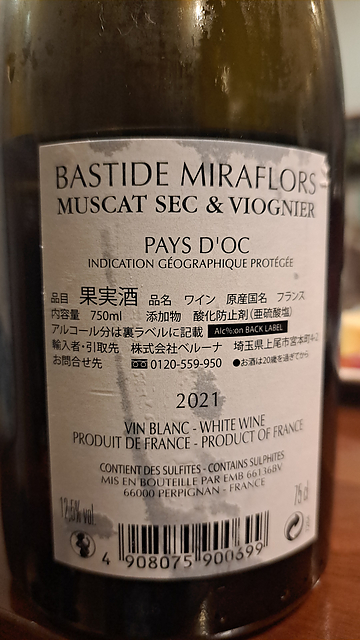 BASTIDE MIRAFLORS
MUSCAT SEC & VIOGNIER
PAYS D'OC
INDICATION GÉOGRAPHIQUE PROTÉGÉE
品目 果実酒 品名 ワイン 原産国名 フランス
内容量 750ml 添加物 酸化防止剤(亜硫酸塩)
アルコール分は裏ラベルに記載 Alc%:on BACK LABEL
輸入者・引取先 株式会社ベルーナ 埼玉県上尾市宮本町4-2
お問合せ先 0120-559-950 ●お酒は20歳を過ぎてから
2021
VIN BLANC - WHITE WINE
PRODUIT DE FRANCE - PRODUCT OF FRANCE
CONTIENT DES SULFITES - CONTAINS SULPHITES
MIS EN BOUTEILLE PAR EMB 66136BV
66000 PERPIGNAN - FRANCE
12,5% vol. 75 cl
4 908075 900699